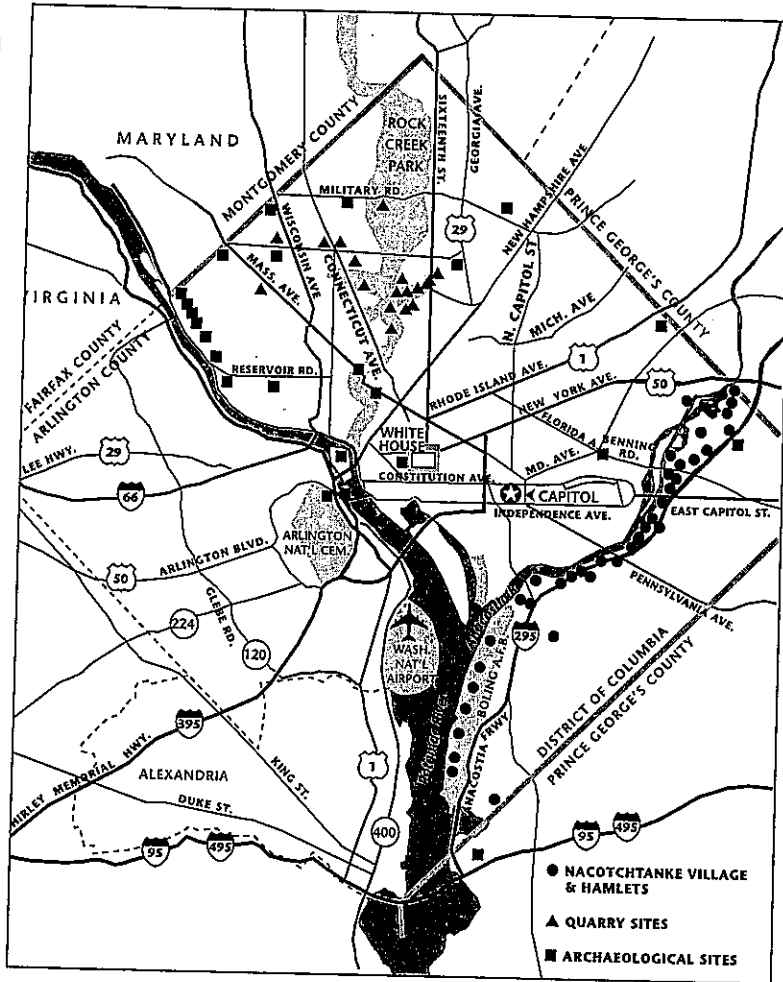 MARYLAND
MONTGOMERY COUNTY
ROCK
CREEK
PARK
SIXTEENTH ST.
GEORGIA AVE.
MILITARY RD.
29
NEW HAMPSHIRE AVE
PRINCE GEORGE'S COUNTY
WISCONSIN AVE
CONNECTICUT AVE.
MASS. AVE.
N. CAPITOL ST
MICH. AVE
VIRGINIA
FAIRFAX COUNTY
ARLINGTON COUNTY
RESERVOIR RD.
1
RHODE ISLAND AVE.
NEW YORK AVE.
50
WHITE
HOUSE
FLORIDA A
BENNING
RD.
MD. AVE.
LEE HWY.
29
66
CONSTITUTION AVE.
CAPITOL
INDEPENDENCE AVE.
EAST CAPITOL ST.
ARLINGTON
NAT'L CEM.
ARLINGTON BLVD.
50
PENNSYLVANIA AVE.
GLEBE RD.
224
120
295
WASH.
NAT'L
AIRPORT
BOLING A.F.B.
ANACOSTIA FRWY
DISTRICT OF COLUMBIA
PRINCE GEORGE'S COUNTY
395
HIRLEY MEMORIAL HWY.
ALEXANDRIA
KING ST.
1
DUKE ST.
400
95
495
95
495
NACOTCHTANKE VILLAGE
& HAMLETS
QUARRY SITES
ARCHAEOLOGICAL SITES